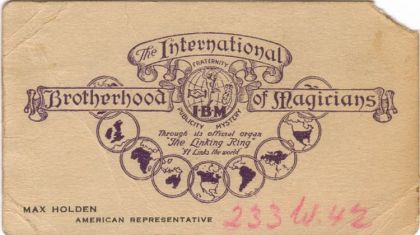 The International
FRATERNITY
Brotherhood of Magicians
I·B·M
PUBLICITY MYSTERY
Through its official organ
"The Linking Ring"
"It Links the world"
MAX HOLDEN
AMERICAN REPRESENTATIVE
233 W. 42